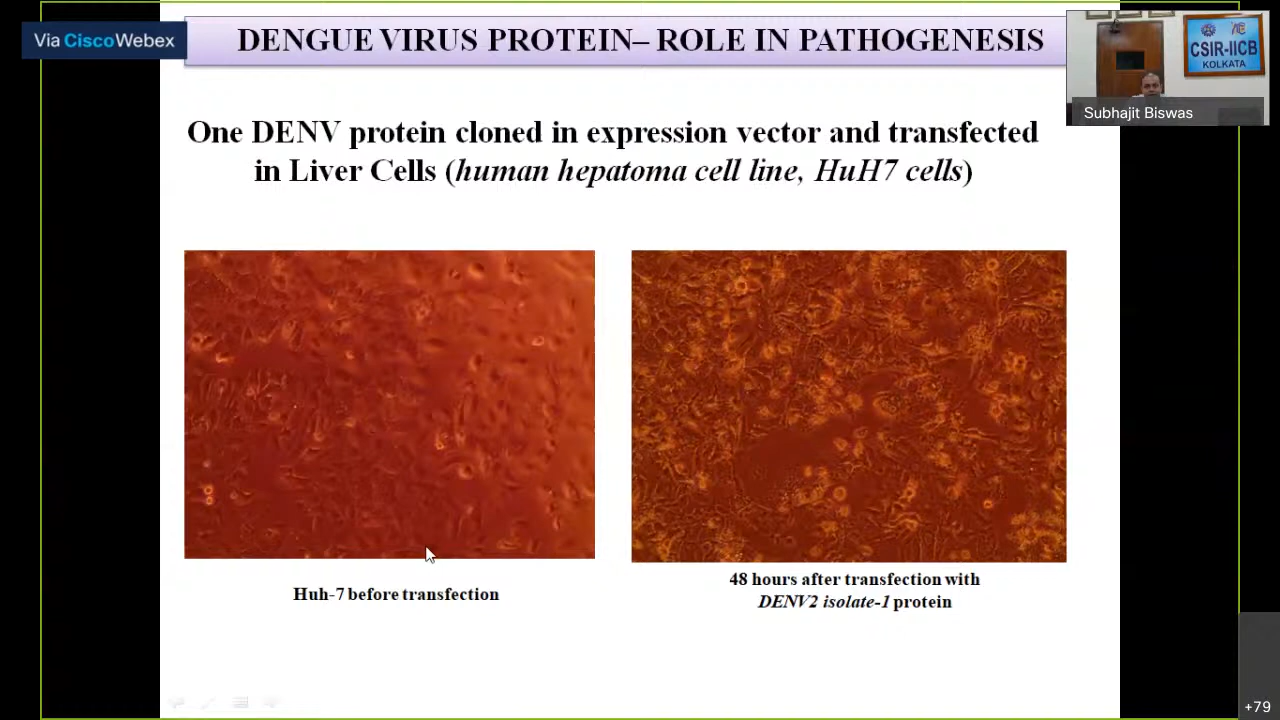 Via Cisco Webex
DENGUE VIRUS PROTEIN– ROLE IN PATHOGENESIS
CSIR-IICB
KOLKATA
Subhajit Biswas
One DENV protein cloned in expression vector and transfected
in Liver Cells (human hepatoma cell line, HuH7 cells)
Huh-7 before transfection
48 hours after transfection with
DENV2 isolate-1 protein
+79